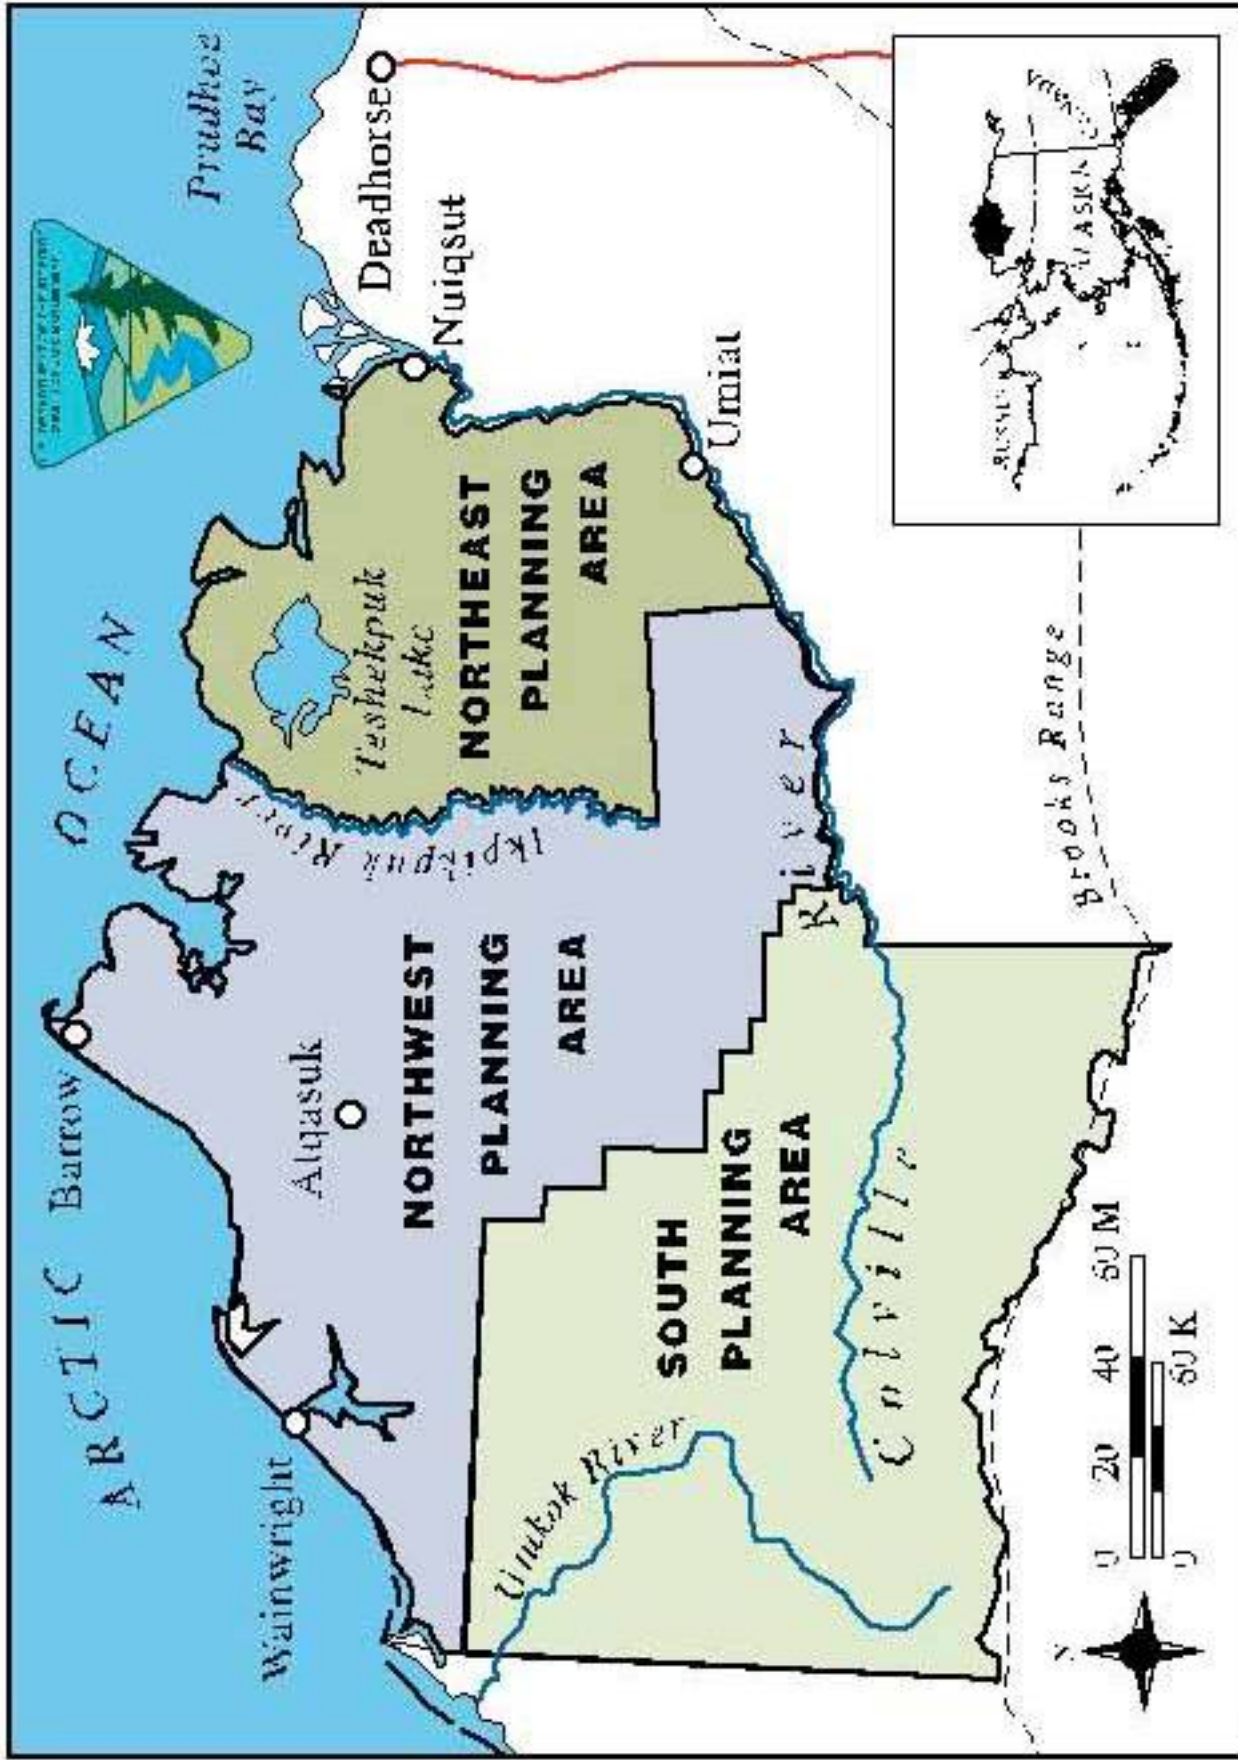 ARCTIC OCEAN
Prudhoe
Bay
Barrow
Wainwright
Atqasuk
Deadhorse
Nuiqsut
Umiat
Teshekpuk
Lake
Ikpikpuk River
NORTHEAST
PLANNING
AREA
NORTHWEST
PLANNING
AREA
SOUTH
PLANNING
AREA
Utukok River
Colville River
Brooks Range
N
0 20 40 60 M
0 60 K
RUSSIA
ALASKA